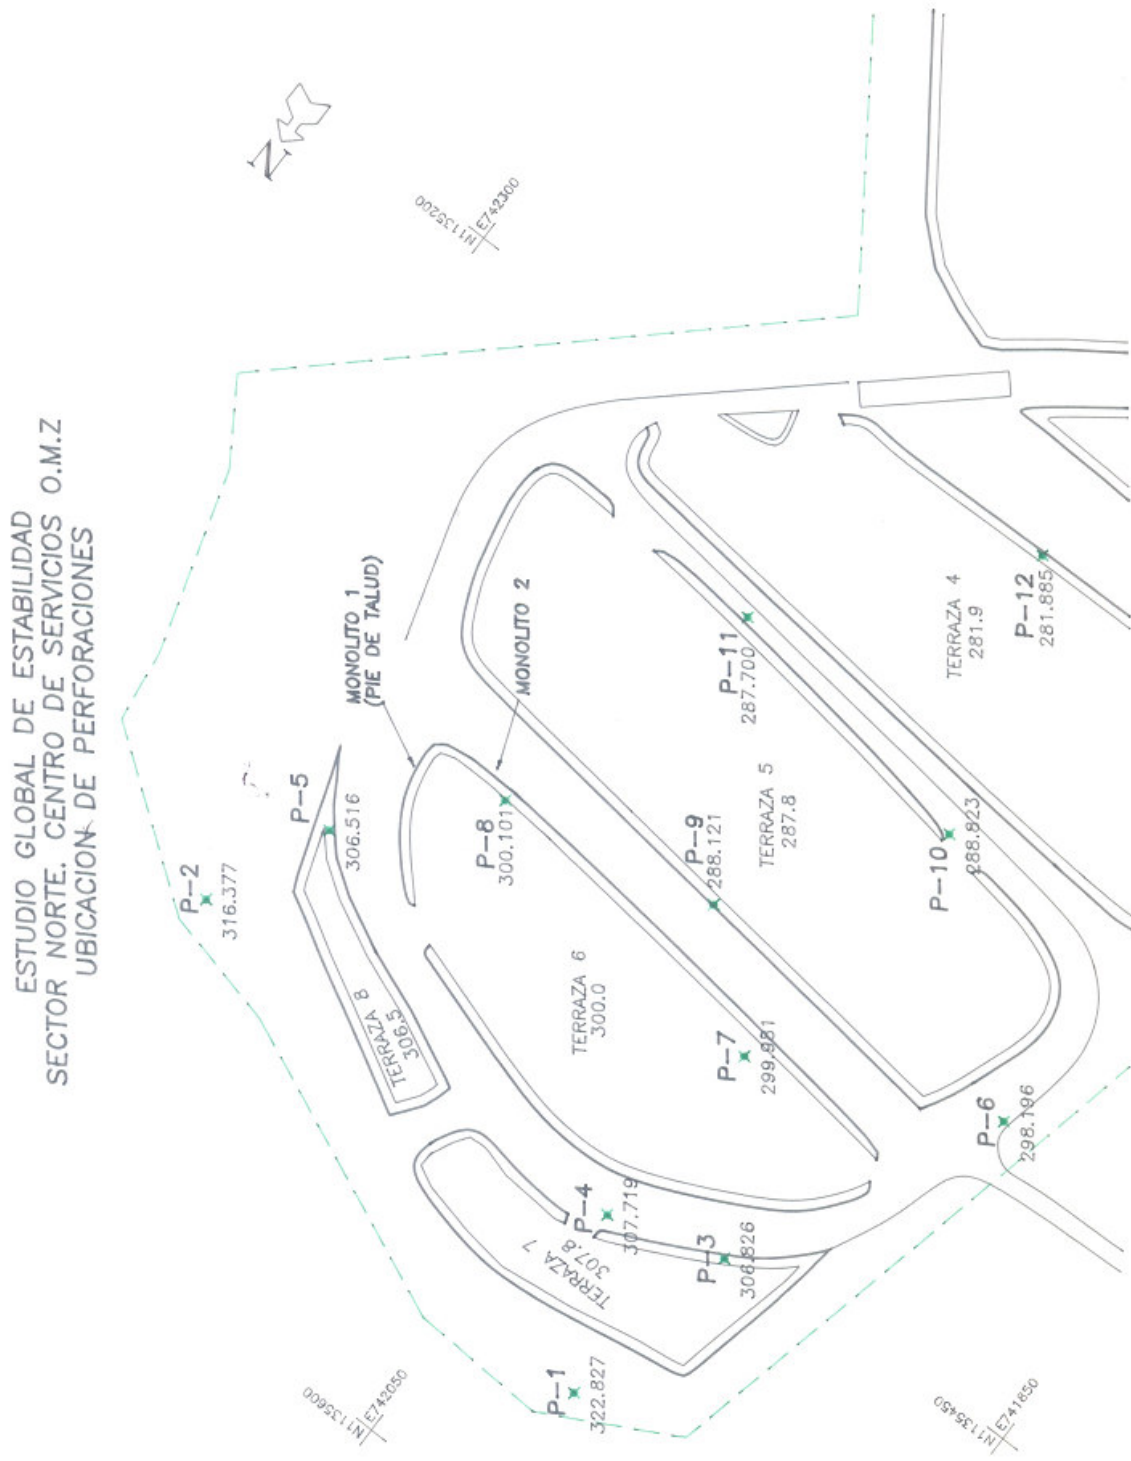 ESTUDIO GLOBAL DE ESTABILIDAD
SECTOR NORTE. CENTRO DE SERVICIOS O.M.Z
UBICACION DE PERFORACIONES
N
N1135200
E742300
P-2
316.377
P-5
306.516
MONOLITO 1
(PIE DE TALUD)
MONOLITO 2
TERRAZA 8
306.5
P-8
300.101
P-11
287.700
TERRAZA 4
281.9
P-12
281.885
P-9
288.121
TERRAZA 5
287.8
P-10
288.823
TERRAZA 6
300.0
P-7
299.981
P-6
298.196
P-4
307.719
TERRAZA 7
307.8
P-3
306.826
P-1
322.827
N1135600
E742050
N1135450
E741850